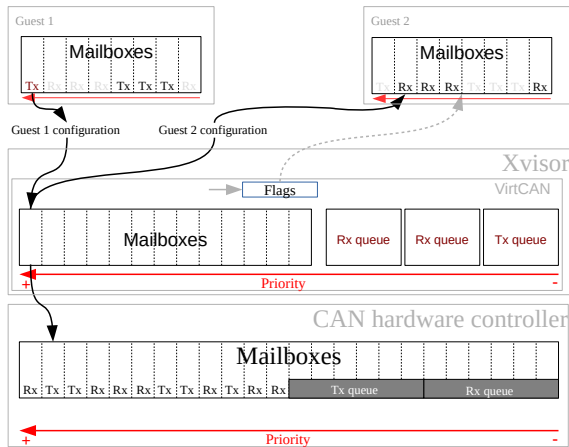 Guest 1
Mailboxes
Tx Rx Rx Rx Tx Tx Tx Rx
Guest 2
Mailboxes
Tx Rx Rx Rx Tx Tx Tx Rx
Guest 1 configuration
Guest 2 configuration
Xvisor
VirtCAN
Flags
Mailboxes
Rx queue
Rx queue
Tx queue
+ Priority -
CAN hardware controller
Mailboxes
Rx Tx Tx Rx Rx Rx Tx Rx Tx Rx Rx Tx queue Rx queue
+ Priority -